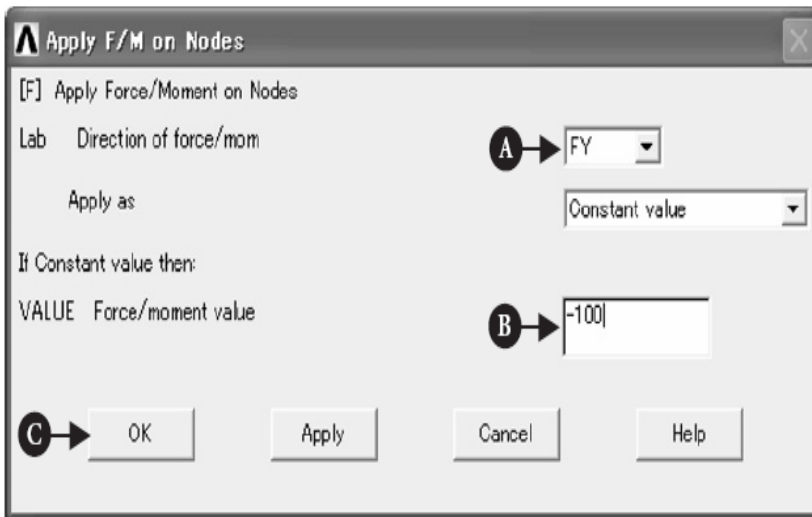 Apply F/M on Nodes
[F] Apply Force/Moment on Nodes
Lab Direction of force/mom A FY
Apply as Constant value
If Constant value then:
VALUE Force/moment value B -100
C OK Apply Cancel Help